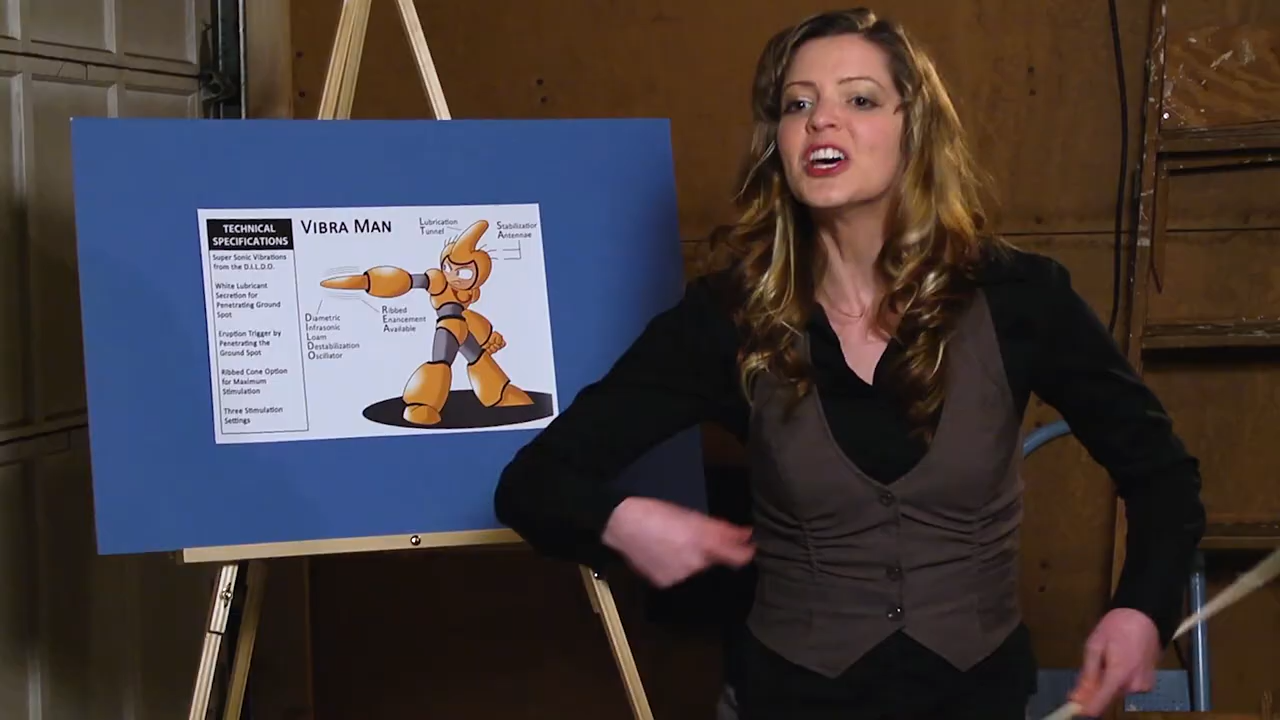 TECHNICAL
SPECIFICATIONS
Super Sonic Vibrations
from the D.I.L.D.O.
White Lubricant
Secretion for
Penetrating Ground
Spot
Eruption Trigger by
Penetrating the
Ground Spot
Ribbed Cone Option
for Maximum
Stimulation
Three Stimulation
Settings
VIBRA MAN
Lubrication
Tunnel
Stabilization
Antennae
Diametric
Infrasonic
Loam
Destabilization
Oscillator
Ribbed
Enancement
Available